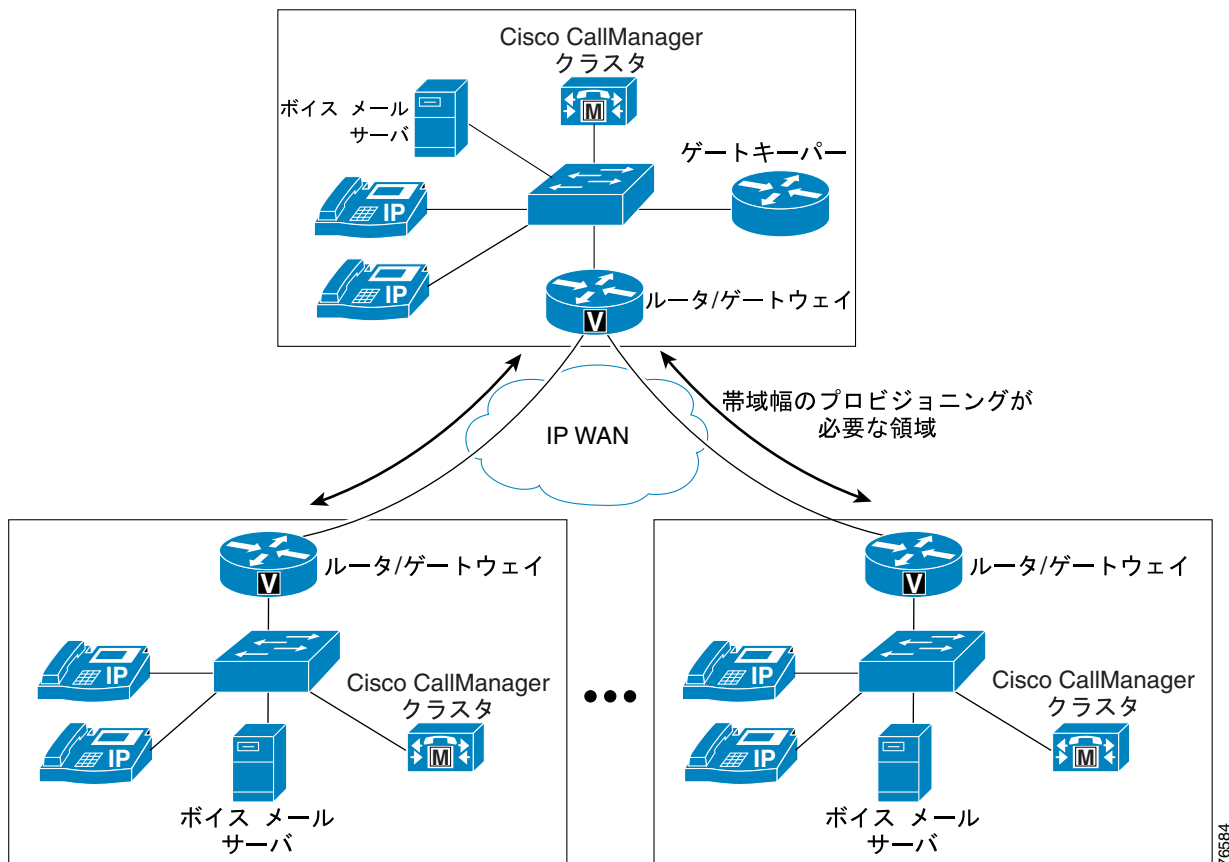 Cisco CallManager
クラスタ
M
ボイス メール
サーバ
ゲートキーパー
IP
IP
ルータ/ゲートウェイ
V
帯域幅のプロビジョニングが
必要な領域
IP WAN
ルータ/ゲートウェイ
V
IP
IP
Cisco CallManager
クラスタ
M
ボイス メール
サーバ
ルータ/ゲートウェイ
V
IP
IP
Cisco CallManager
クラスタ
M
ボイス メール
サーバ
76584